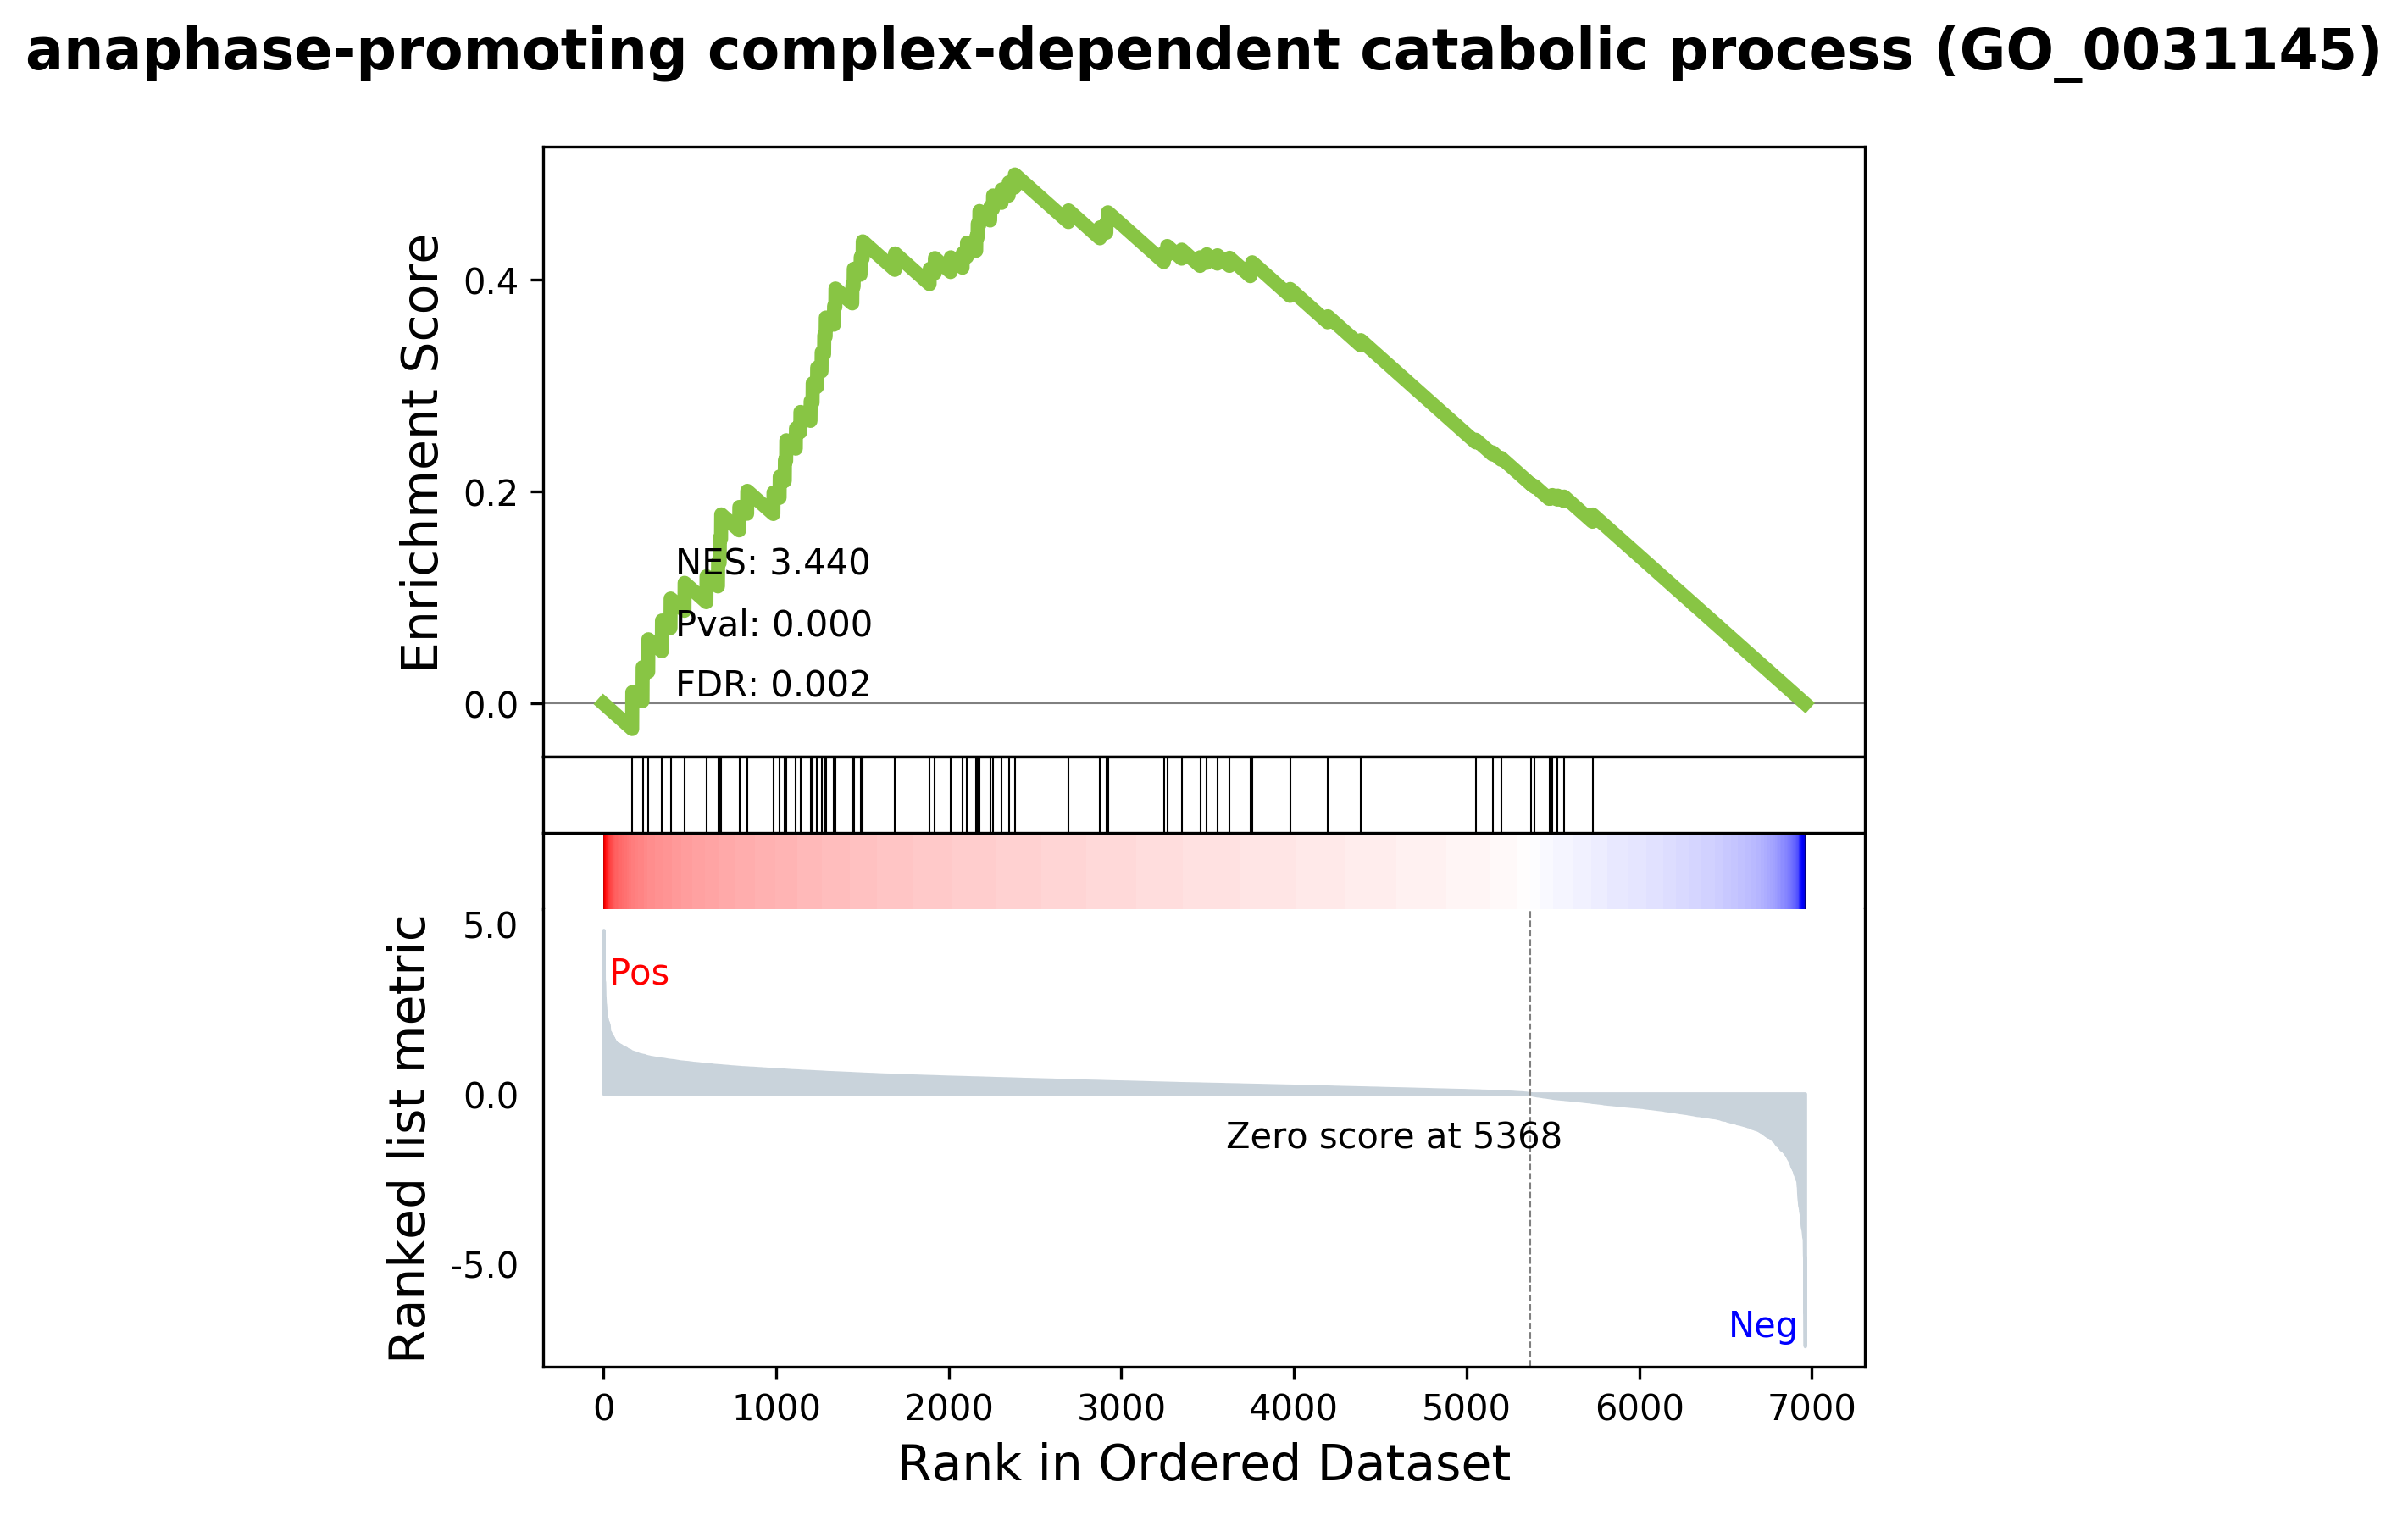 anaphase-promoting complex-dependent catabolic process (GO_0031145)
Enrichment Score
0.4
0.2
0.0
NES: 3.440
Pval: 0.000
FDR: 0.002
Ranked list metric
5.0
0.0
-5.0
Pos
Zero score at 5368
Neg
0 1000 2000 3000 4000 5000 6000 7000
Rank in Ordered Dataset